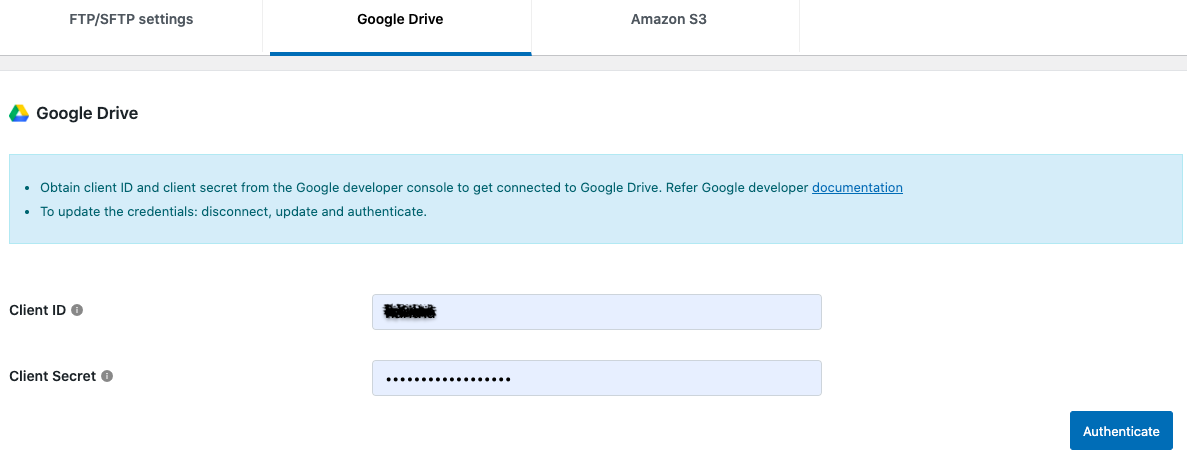 FTP/SFTP settings Google Drive Amazon S3
Google Drive
• Obtain client ID and client secret from the Google developer console to get connected to Google Drive. Refer Google developer documentation
• To update the credentials: disconnect, update and authenticate.
Client ID
Client Secret ••••••••••••••••••
Authenticate